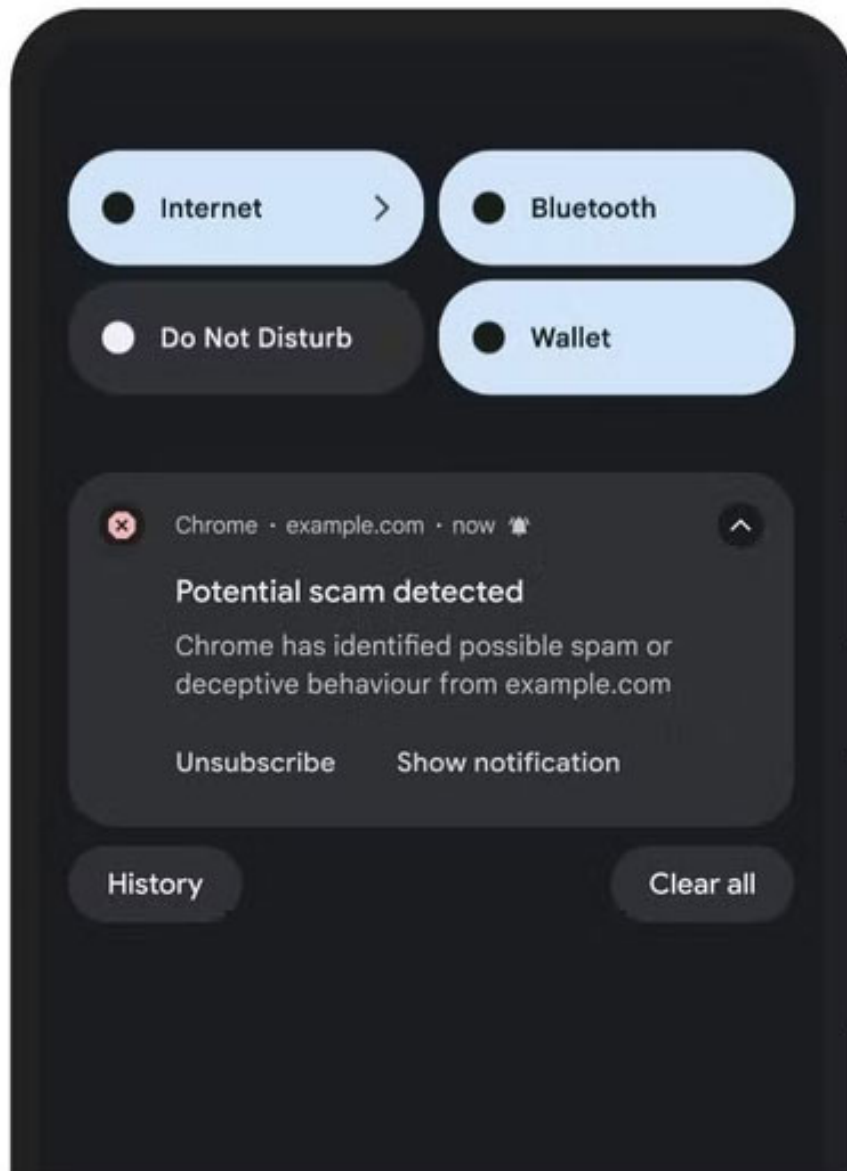 Internet
Bluetooth
Do Not Disturb
Wallet
Chrome · example.com · now
Potential scam detected
Chrome has identified possible spam or
deceptive behaviour from example.com
Unsubscribe
Show notification
History
Clear all